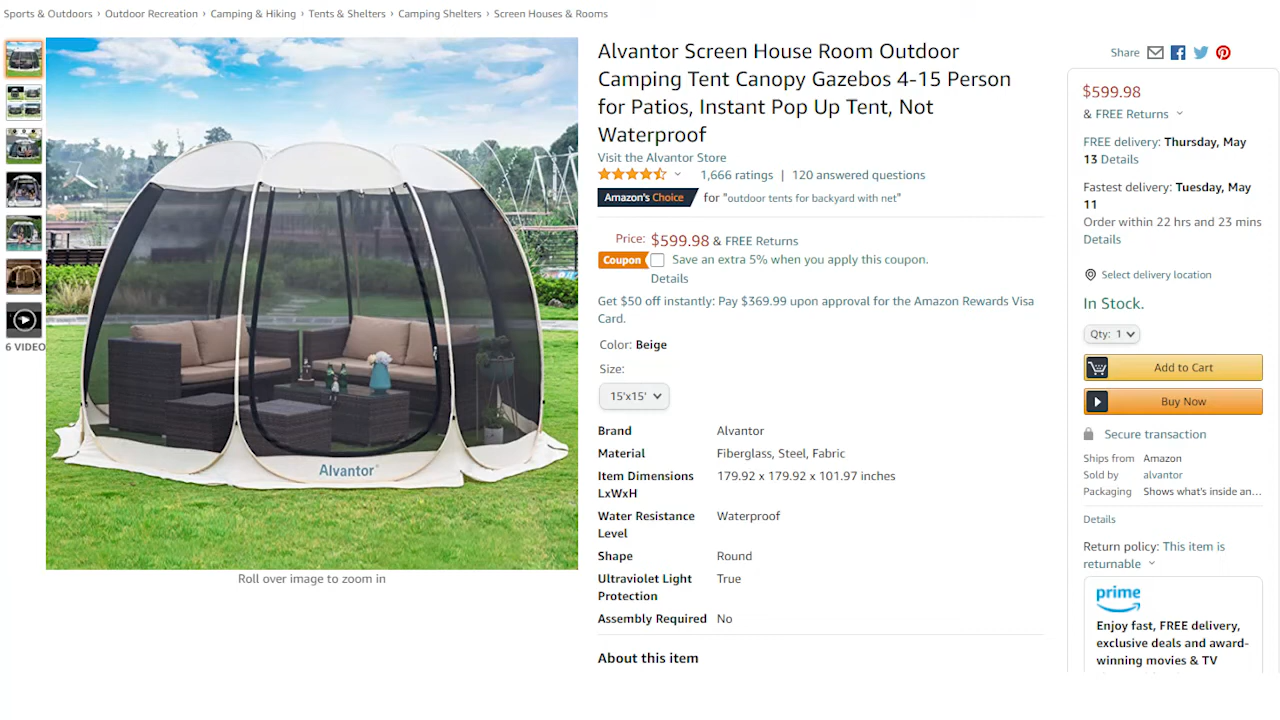 Sports & Outdoors › Outdoor Recreation › Camping & Hiking › Tents & Shelters › Camping Shelters › Screen Houses & Rooms
6 VIDEO
Alvantor
Roll over image to zoom in
Alvantor Screen House Room Outdoor
Camping Tent Canopy Gazebos 4-15 Person
for Patios, Instant Pop Up Tent, Not
Waterproof
Visit the Alvantor Store
1,666 ratings | 120 answered questions
Amazon's Choice for "outdoor tents for backyard with net"
Price: $599.98 & FREE Returns
Coupon Save an extra 5% when you apply this coupon.
Details
Get $50 off instantly: Pay $369.99 upon approval for the Amazon Rewards Visa
Card.
Color: Beige
Size:
15'x15'
Brand Alvantor
Material Fiberglass, Steel, Fabric
Item Dimensions 179.92 x 179.92 x 101.97 inches
LxWxH
Water Resistance Waterproof
Level
Shape Round
Ultraviolet Light True
Protection
Assembly Required No
About this item
Share
$599.98
& FREE Returns
FREE delivery: Thursday, May
13 Details
Fastest delivery: Tuesday, May
11
Order within 22 hrs and 23 mins
Details
Select delivery location
In Stock.
Qty: 1
Add to Cart
Buy Now
Secure transaction
Ships from Amazon
Sold by alvantor
Packaging Shows what's inside an...
Details
Return policy: This item is
returnable
prime
Enjoy fast, FREE delivery,
exclusive deals and award-
winning movies & TV